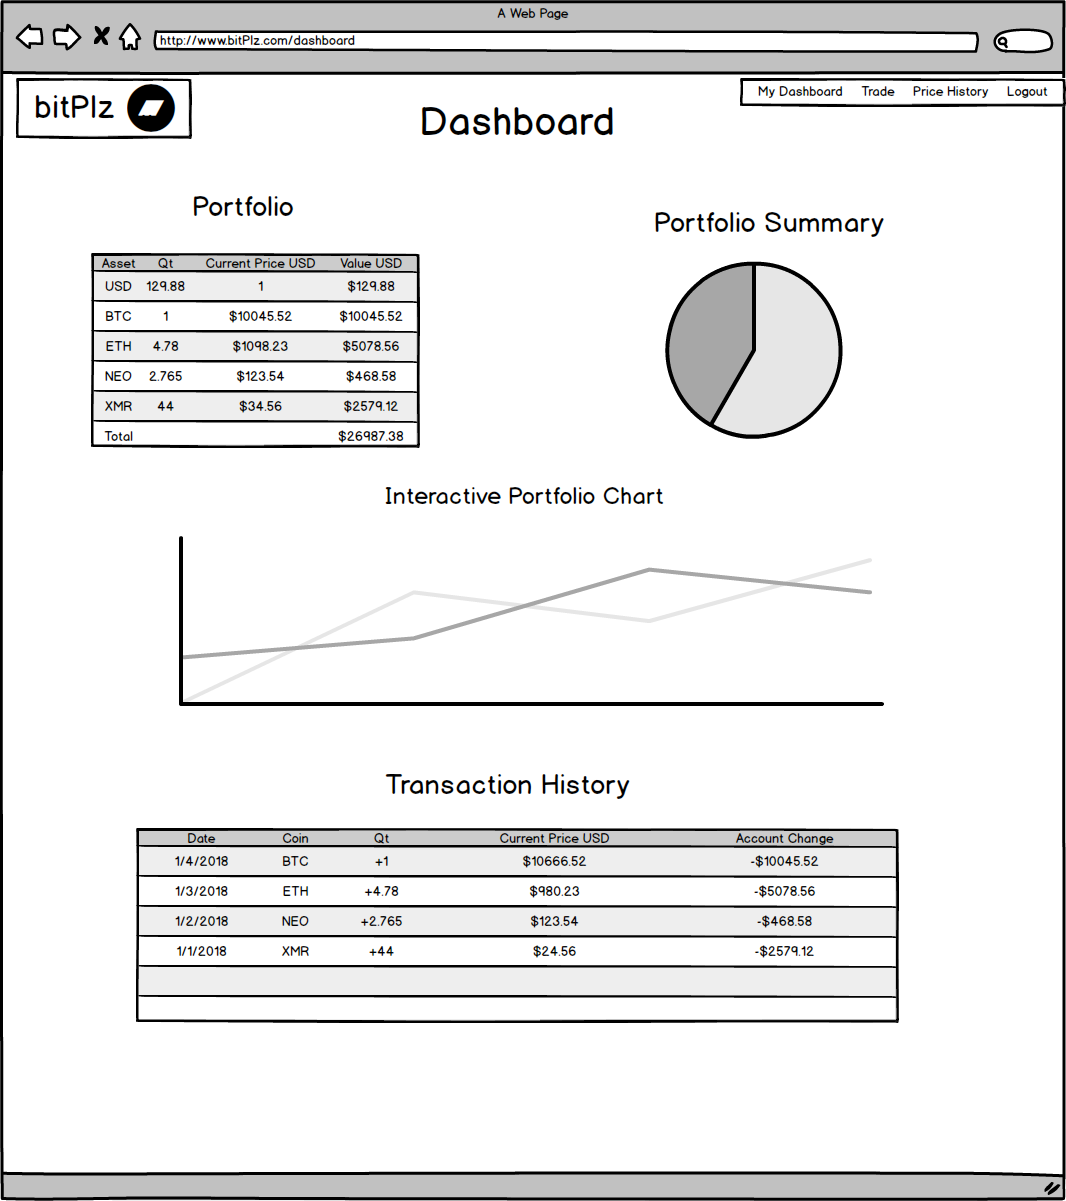 A Web Page
http://www.bitPlz.com/dashboard
bitPlz
My Dashboard Trade Price History Logout
Dashboard
Portfolio
Portfolio Summary
Asset Qt Current Price USD Value USD
USD 129.88 1 $129.88
BTC 1 $10045.52 $10045.52
ETH 4.78 $1098.23 $5078.56
NEO 2.765 $123.54 $468.58
XMR 44 $34.56 $2579.12
Total $26987.38
Interactive Portfolio Chart
Transaction History
Date Coin Qt Current Price USD Account Change
1/4/2018 BTC +1 $10666.52 -$10045.52
1/3/2018 ETH +4.78 $980.23 -$5078.56
1/2/2018 NEO +2.765 $123.54 -$468.58
1/1/2018 XMR +44 $24.56 -$2579.12